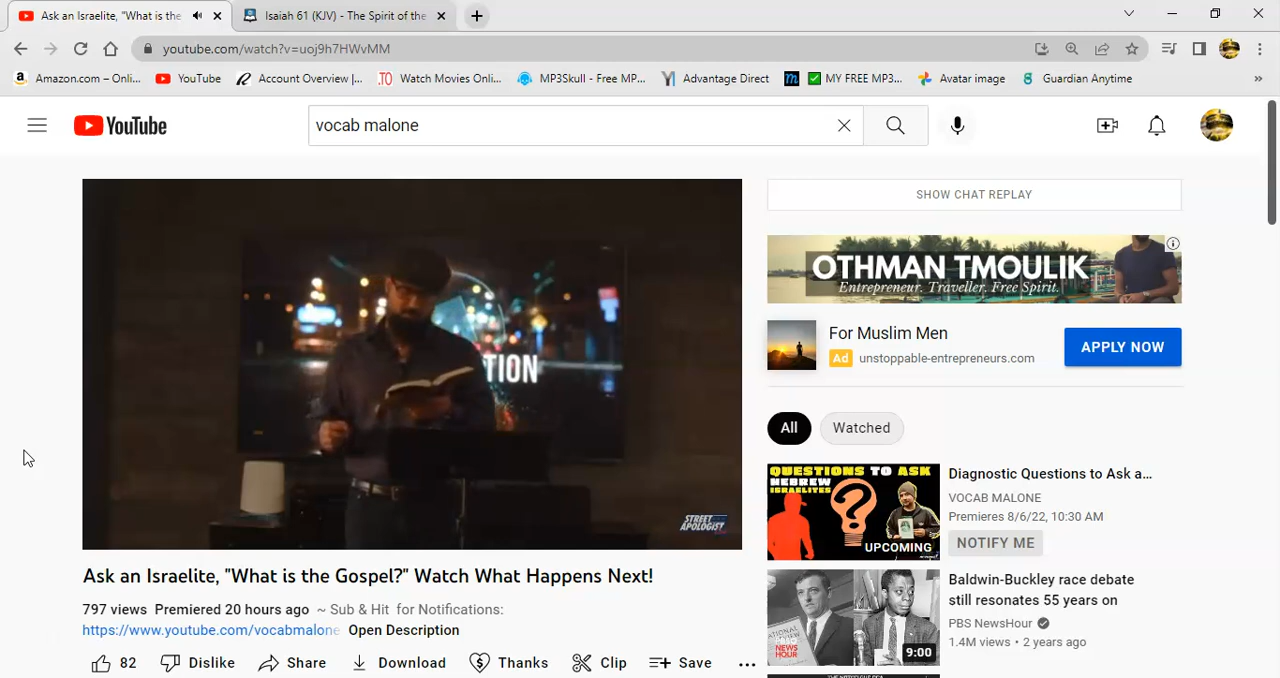 Ask an Israelite, "What is the
Isaiah 61 (KJV) - The Spirit of the
youtube.com/watch?v=uoj9h7HWvMM
Amazon.com – Onli...
YouTube
Account Overview |...
.TO Watch Movies Onli...
MP3Skull - Free MP...
Advantage Direct
m
MY FREE MP3...
Avatar image
Guardian Anytime
»
YouTube
vocab malone
TION
STREET
APOLOGIST
SHOW CHAT REPLAY
OTHMAN TMOULIK
Entrepreneur. Traveller. Free Spirit.
For Muslim Men
Ad unstoppable-entrepreneurs.com
APPLY NOW
All
Watched
QUESTIONS TO ASK
HEBREW
ISRAELITES
UPCOMING
Diagnostic Questions to Ask a...
VOCAB MALONE
Premieres 8/6/22, 10:30 AM
NOTIFY ME
NEWS
HOUR
9:00
Baldwin-Buckley race debate
still resonates 55 years on
PBS NewsHour
1.4M views • 2 years ago
Ask an Israelite, "What is the Gospel?" Watch What Happens Next!
797 views Premiered 20 hours ago ~ Sub & Hit for Notifications:
https://www.youtube.com/vocabmalone Open Description
82
Dislike
Share
Download
Thanks
Clip
Save
...